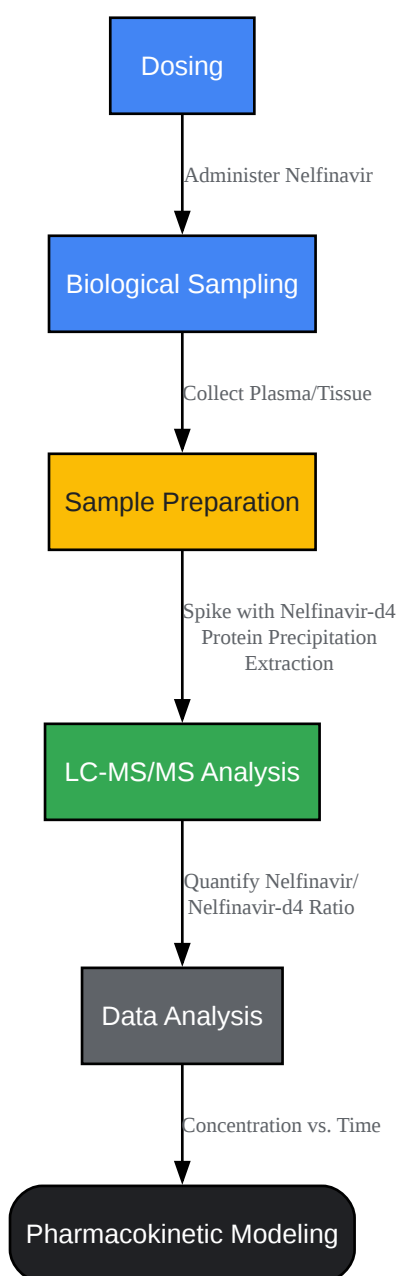 Dosing
Administer Nelfinavir
Biological Sampling
Collect Plasma/Tissue
Sample Preparation
Spike with Nelfinavir-d4
Protein Precipitation
Extraction
LC-MS/MS Analysis
Quantify Nelfinavir/
Nelfinavir-d4 Ratio
Data Analysis
Concentration vs. Time
Pharmacokinetic Modeling